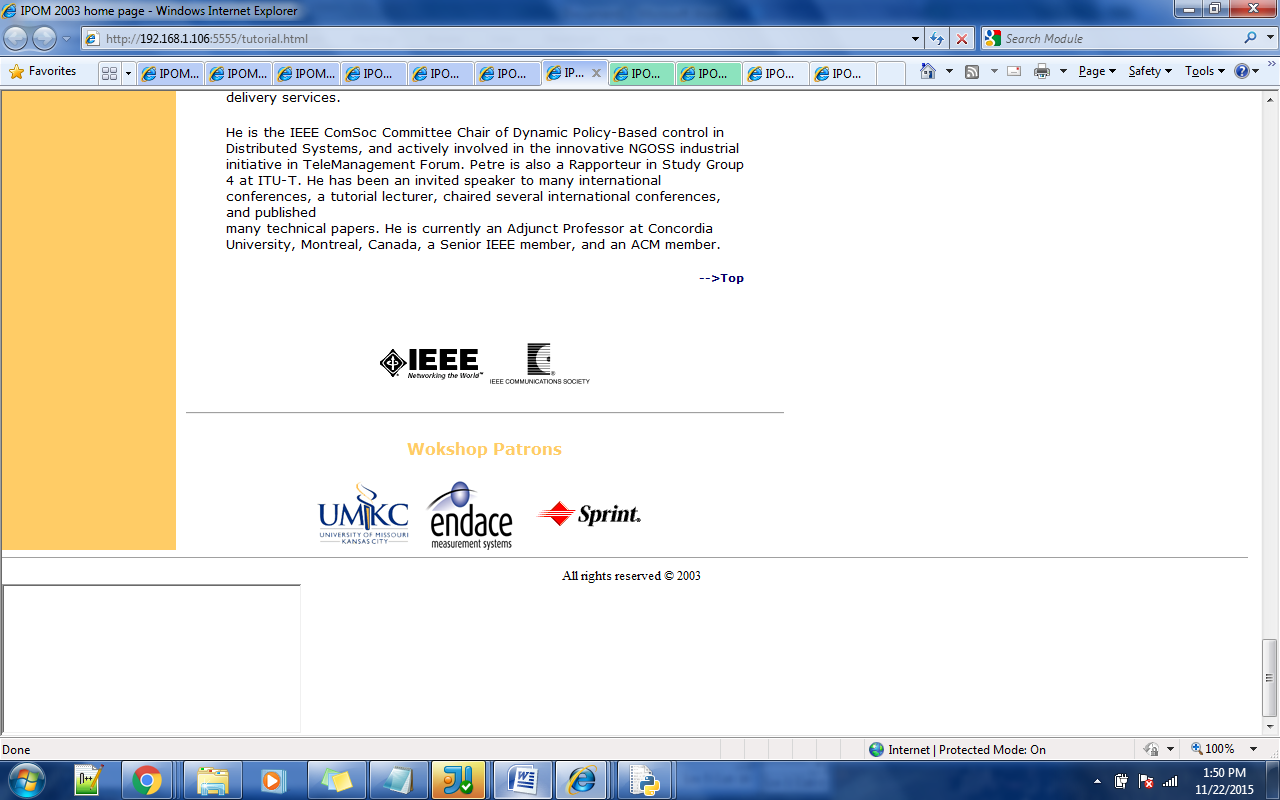 IPOM 2003 home page - Windows Internet Explorer
http://192.168.1.106:5555/tutorial.html
Search Module
Favorites
IPOM...
IPOM...
IPOM...
IPO...
IPO...
IPO...
IP...
IPO...
IPO...
IPO...
IPO...
Page
Safety
Tools
delivery services.
He is the IEEE ComSoc Committee Chair of Dynamic Policy-Based control in
Distributed Systems, and actively involved in the innovative NGOSS industrial
initiative in TeleManagement Forum. Petre is also a Rapporteur in Study Group
4 at ITU-T. He has been an invited speaker to many international
conferences, a tutorial lecturer, chaired several international conferences,
and published
many technical papers. He is currently an Adjunct Professor at Concordia
University, Montreal, Canada, a Senior IEEE member, and an ACM member.
-->Top
IEEE
Networking the World™
IEEE COMMUNICATIONS SOCIETY
Wokshop Patrons
UMKC
UNIVERSITY OF MISSOURI
KANSAS CITY
endace
measurement systems
Sprint.
All rights reserved © 2003
Done
Internet | Protected Mode: On
100%
1:50 PM
11/22/2015